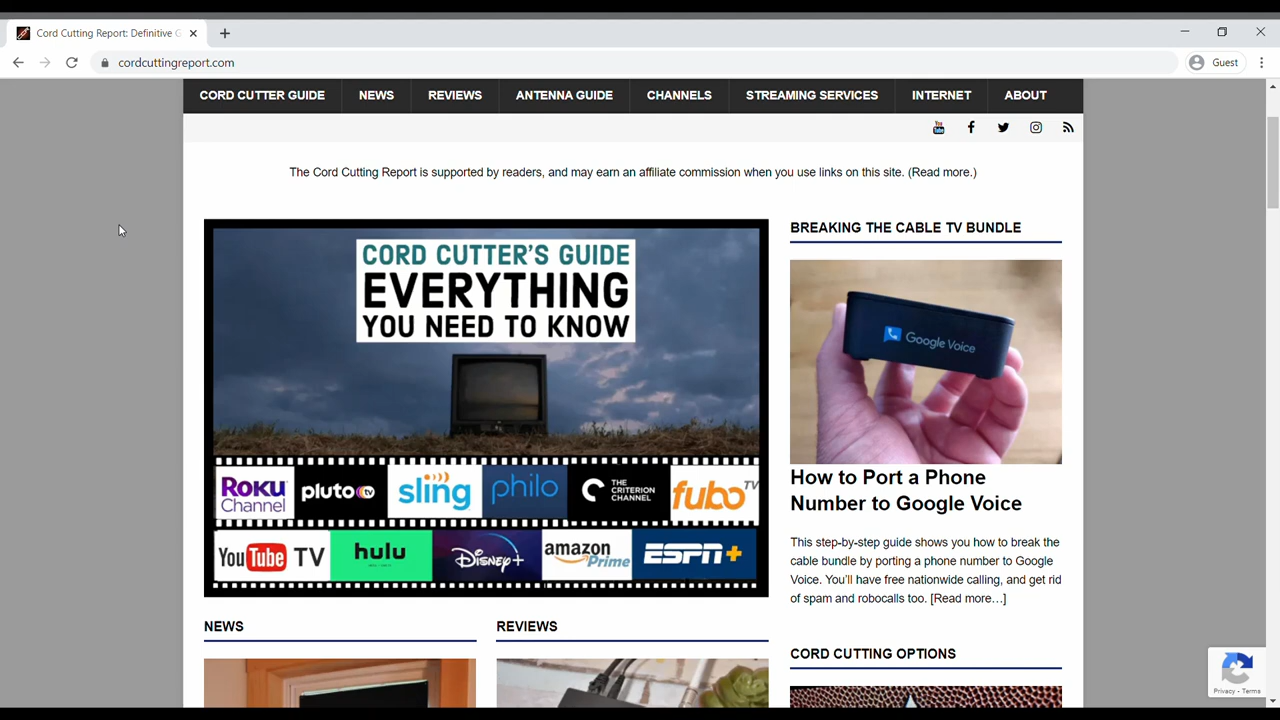 Cord Cutting Report: Definitive G
cordcuttingreport.com
Guest
CORD CUTTER GUIDE
NEWS
REVIEWS
ANTENNA GUIDE
CHANNELS
STREAMING SERVICES
INTERNET
ABOUT
You
The Cord Cutting Report is supported by readers, and may earn an affiliate commission when you use links on this site. (Read more.)
CORD CUTTER'S GUIDE
EVERYTHING
YOU NEED TO KNOW
Roku
Channel
pluto tv
sling
philo
THE
CRITERION
CHANNEL
fubo TV
YouTube TV
hulu
Disney+
amazon
Prime
ESPN+
BREAKING THE CABLE TV BUNDLE
Google Voice
How to Port a Phone
Number to Google Voice
This step-by-step guide shows you how to break the
cable bundle by porting a phone number to Google
Voice. You'll have free nationwide calling, and get rid
of spam and robocalls too. [Read more…]
NEWS
REVIEWS
CORD CUTTING OPTIONS
Privacy - Terms